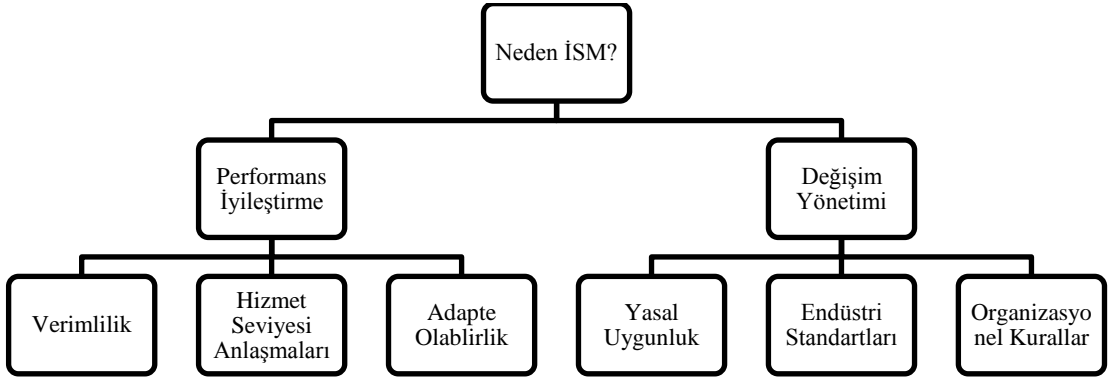 Neden İSM?
Performans
İyileştirme
Değişim
Yönetimi
Verimlilik
Hizmet
Seviyesi
Anlaşmaları
Adapte
Olablirlik
Yasal
Uygunluk
Endüstri
Standartları
Organizasyo
nel Kurallar